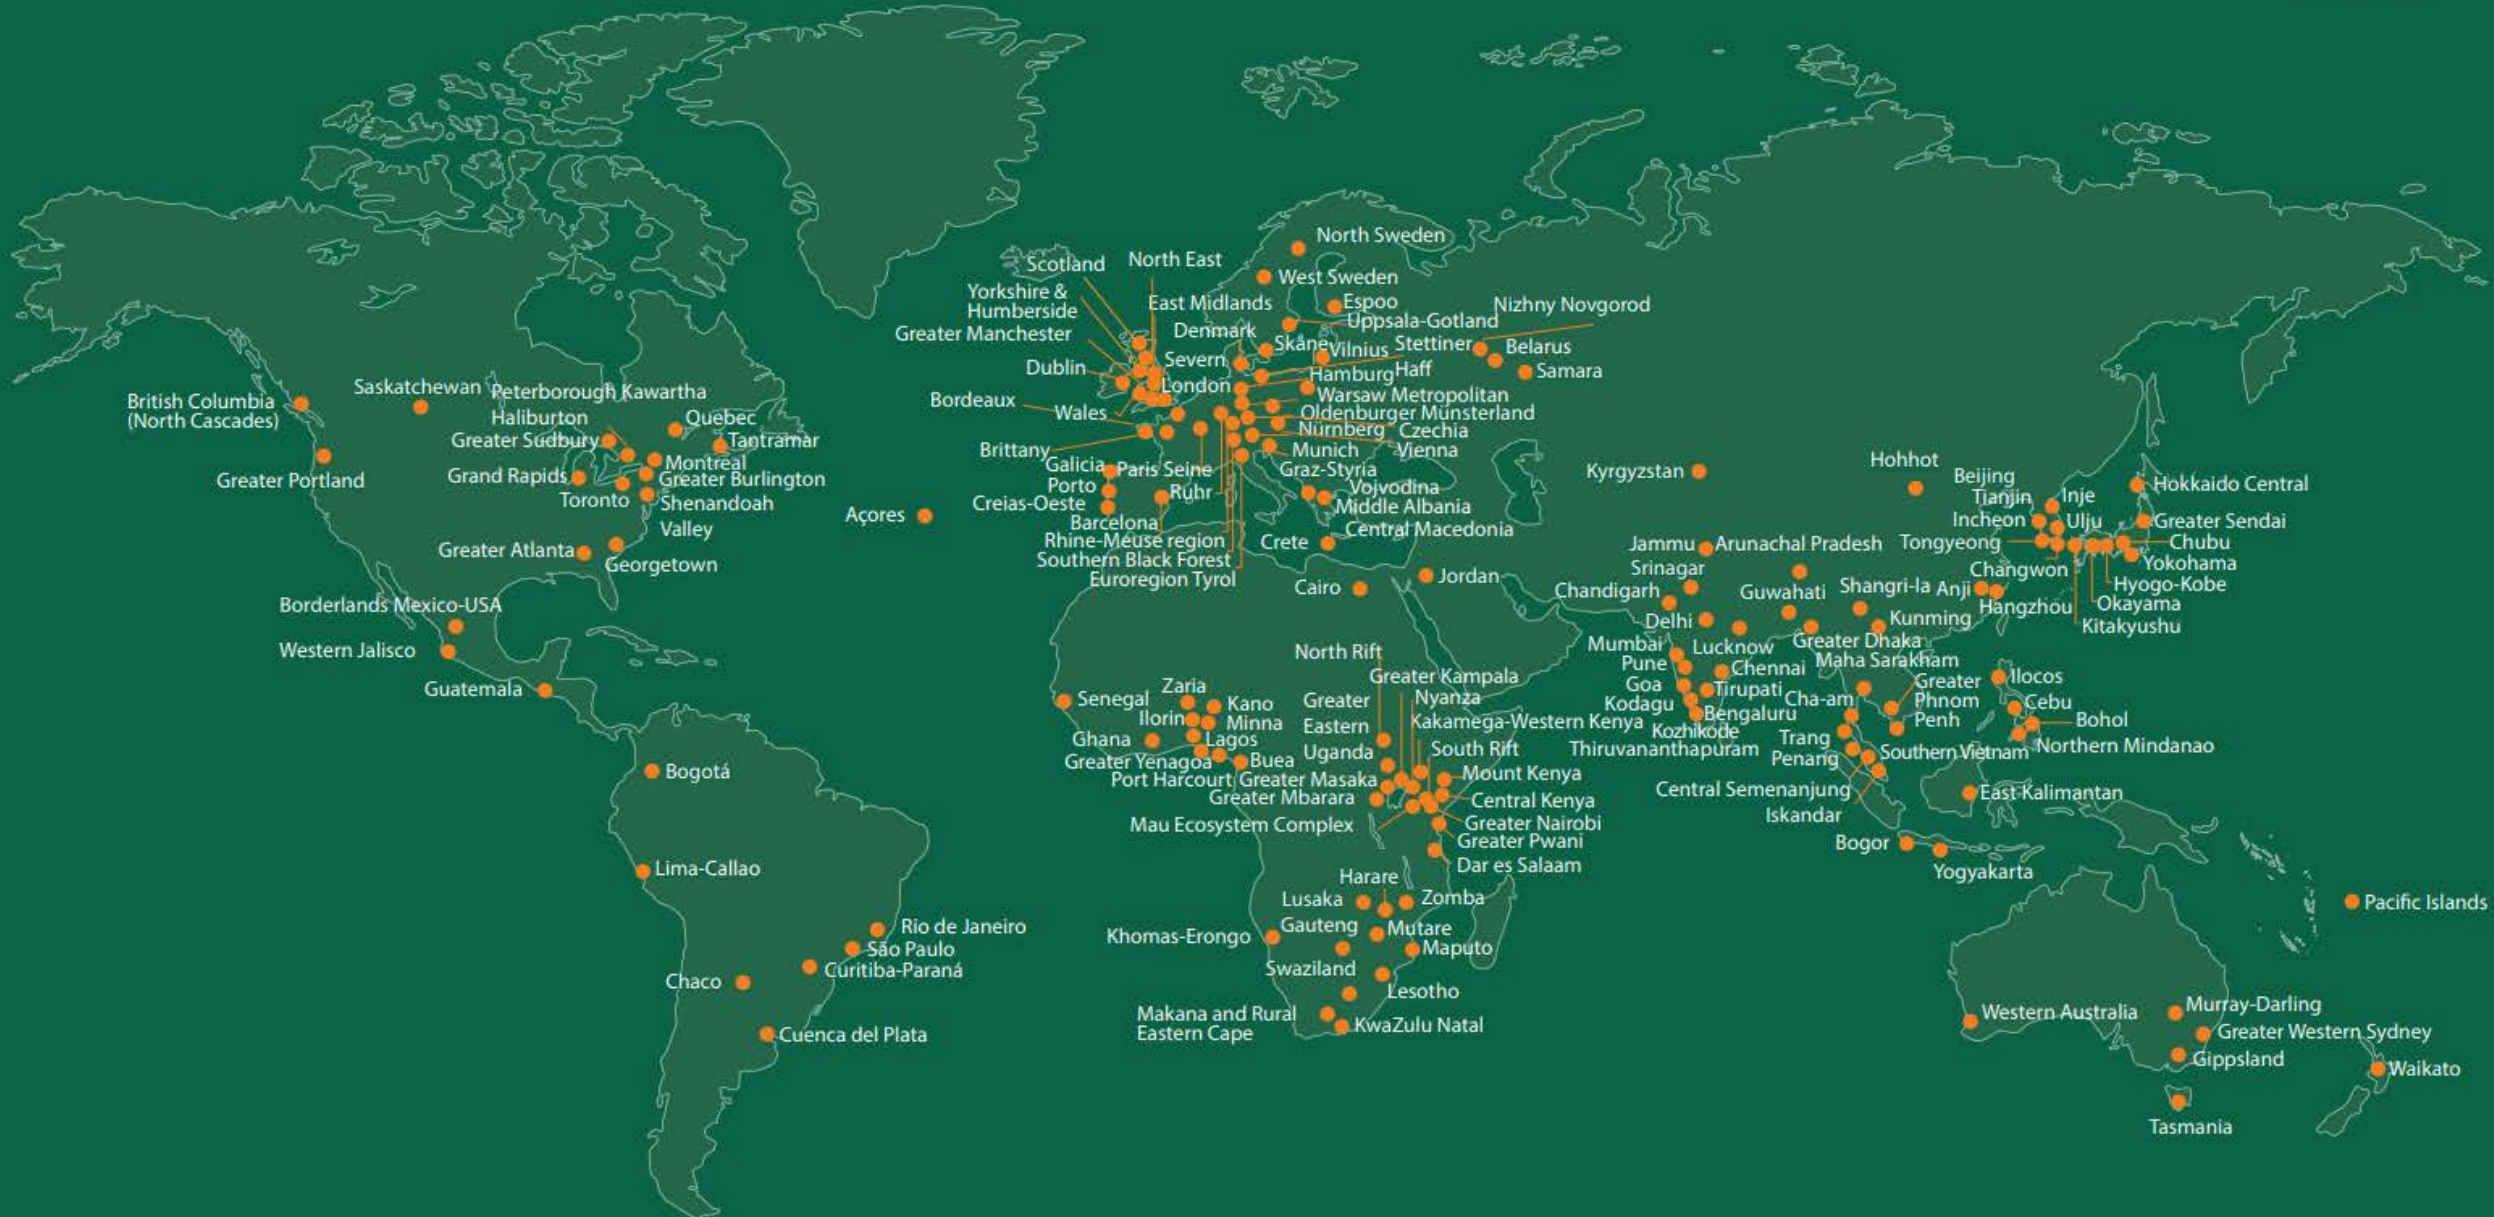 British Columbia
(North Cascades)
Greater Portland
Saskatchewan
Peterborough Kawartha
Haliburton
Greater Sudbury
Quebec
Tantramar
Grand Rapids
Montreal
Greater Burlington
Toronto
Shenandoah
Valley
Greater Atlanta
Georgetown
Borderlands Mexico-USA
Western Jalisco
Guatemala
Bogotá
Lima-Callao
Rio de Janeiro
São Paulo
Curitiba-Paraná
Chaco
Cuenca del Plata
Açores
North Sweden
West Sweden
Scotland
North East
Yorkshire &
Humberside
Greater Manchester
East Midlands
Denmark
Espoo
Uppsala-Gotland
Nizhny Novgorod
Skåne
Vilnius
Stettiner
Haff
Belarus
Samara
Dublin
Severn
London
Hamburg
Warsaw Metropolitan
Bordeaux
Wales
Oldenburger Münsterland
Nürnberg
Czechia
Brittany
Munich
Vienna
Galicia
Paris Seine
Graz-Styria
Porto
Ruhr
Vojvodina
Creias-Oeste
Middle Albania
Barcelona
Central Macedonia
Rhine-Meuse region
Crete
Southern Black Forest
Euroregion Tyrol
Cairo
Jordan
North Rift
Greater Kampala
Senegal
Zaria
Kano
Greater
Eastern
Uganda
Nyanza
Ilorin
Minna
Kakamega-Western Kenya
Ghana
Lagos
South Rift
Greater Yenagoa
Buea
Port Harcourt
Greater Masaka
Mount Kenya
Greater Mbarara
Central Kenya
Mau Ecosystem Complex
Greater Nairobi
Greater Pwani
Dar es Salaam
Harare
Lusaka
Zomba
Khomas-Erongo
Gauteng
Mutare
Maputo
Swaziland
Lesotho
Makana and Rural
Eastern Cape
KwaZulu Natal
Kyrgyzstan
Hohhot
Beijing
Tianjin
Inje
Hokkaido Central
Incheon
Ulju
Greater Sendai
Tongyeong
Chubu
Yokohama
Changwon
Hyogo-Kobe
Okayama
Kitakyushu
Jammu
Srinagar
Arunachal Pradesh
Chandigarh
Guwahati
Shangri-la
Anji
Hangzhou
Delhi
Kunming
Mumbai
Lucknow
Greater Dhaka
Pune
Chennai
Maha Sarakham
Goa
Tirupati
Cha-am
Greater
Phnom
Penh
Ilocos
Kodagu
Bengaluru
Cebu
Kozhikode
Bohol
Thiruvananthapuram
Trang
Southern Vietnam
Northern Mindanao
Penang
Central Semenanjung
East Kalimantan
Iskandar
Bogor
Yogyakarta
Pacific Islands
Western Australia
Murray-Darling
Greater Western Sydney
Gippsland
Waikato
Tasmania